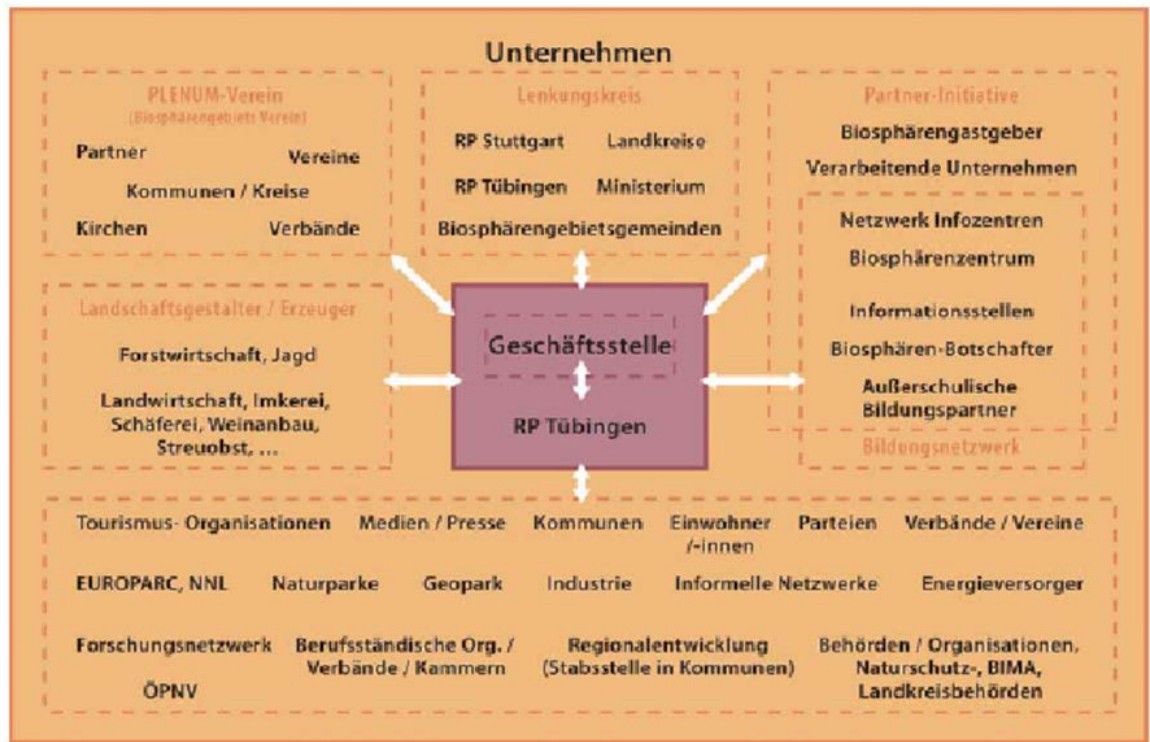 Unternehmen
PLENUM-Verein
(Biosphärengebiets Verein)
Partner
Vereine
Kommunen / Kreise
Kirchen
Verbände
Lenkungskreis
RP Stuttgart
Landkreise
RP Tübingen
Ministerium
Biosphärengebietsgemeinden
Partner-Initiative
Biosphärengastgeber
Verarbeitende Unternehmen
Netzwerk Infozentren
Biosphärenzentrum
Informationsstellen
Biosphären-Botschafter
Außerschulische
Bildungspartner
Bildungsnetzwerk
Landschaftsgestalter / Erzeuger
Forstwirtschaft, Jagd
Landwirtschaft, Imkerei,
Schäferei, Weinanbau,
Streuobst, ...
Geschäftsstelle
RP Tübingen
Tourismus- Organisationen
Medien / Presse
Kommunen
Einwohner
/-innen
Parteien
Verbände / Vereine
EUROPARC, NNL
Naturparke
Geopark
Industrie
Informelle Netzwerke
Energieversorger
Forschungsnetzwerk
Berufsständische Org. /
Verbände / Kammern
Regionalentwicklung
(Stabsstelle in Kommunen)
Behörden / Organisationen,
Naturschutz-, BIMA,
Landkreisbehörden
ÖPNV